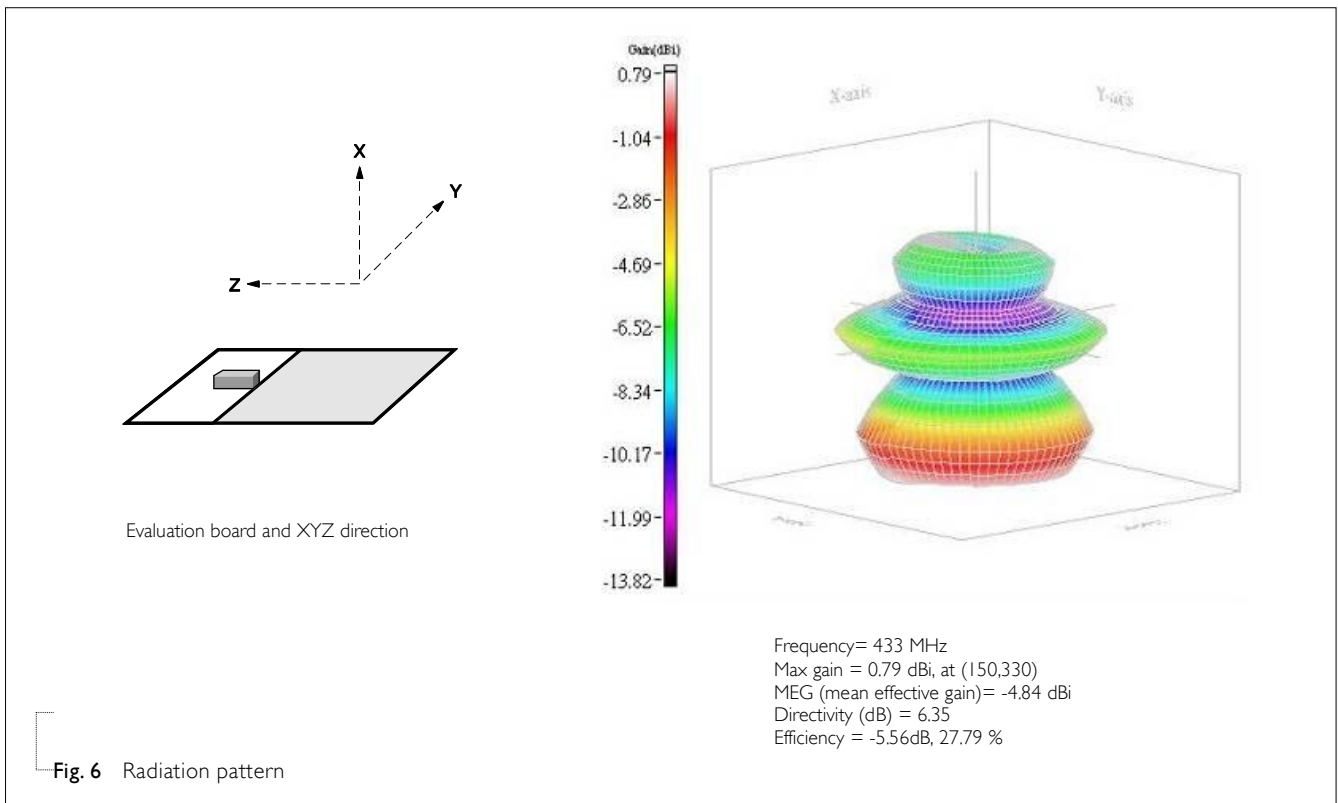 Gain(dBi)
0.79
-1.04
-2.86
-4.69
-6.52
-8.34
-10.17
-11.99
-13.82
X-axis
Y-axis
X
Y
Z
Evaluation board and XYZ direction
Frequency= 433 MHz
Max gain = 0.79 dBi, at (150,330)
MEG (mean effective gain)= -4.84 dBi
Directivity (dB) = 6.35
Efficiency = -5.56dB, 27.79 %
Fig. 6 Radiation pattern